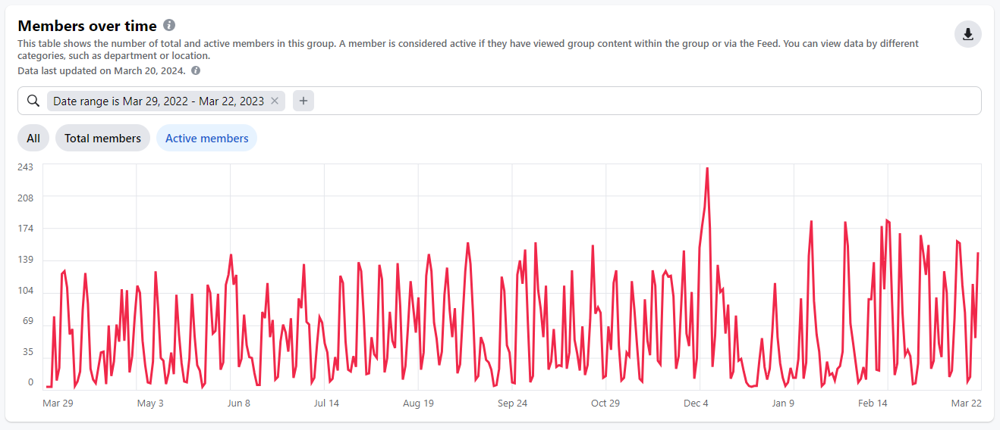 Members over time
This table shows the number of total and active members in this group. A member is considered active if they have viewed group content within the group or via the Feed. You can view data by different
categories, such as department or location.
Data last updated on March 20, 2024.
Date range is Mar 29, 2022 - Mar 22, 2023
All Total members Active members
243
208
174
139
104
69
35
0
Mar 29 May 3 Jun 8 Jul 14 Aug 19 Sep 24 Oct 29 Dec 4 Jan 9 Feb 14 Mar 22